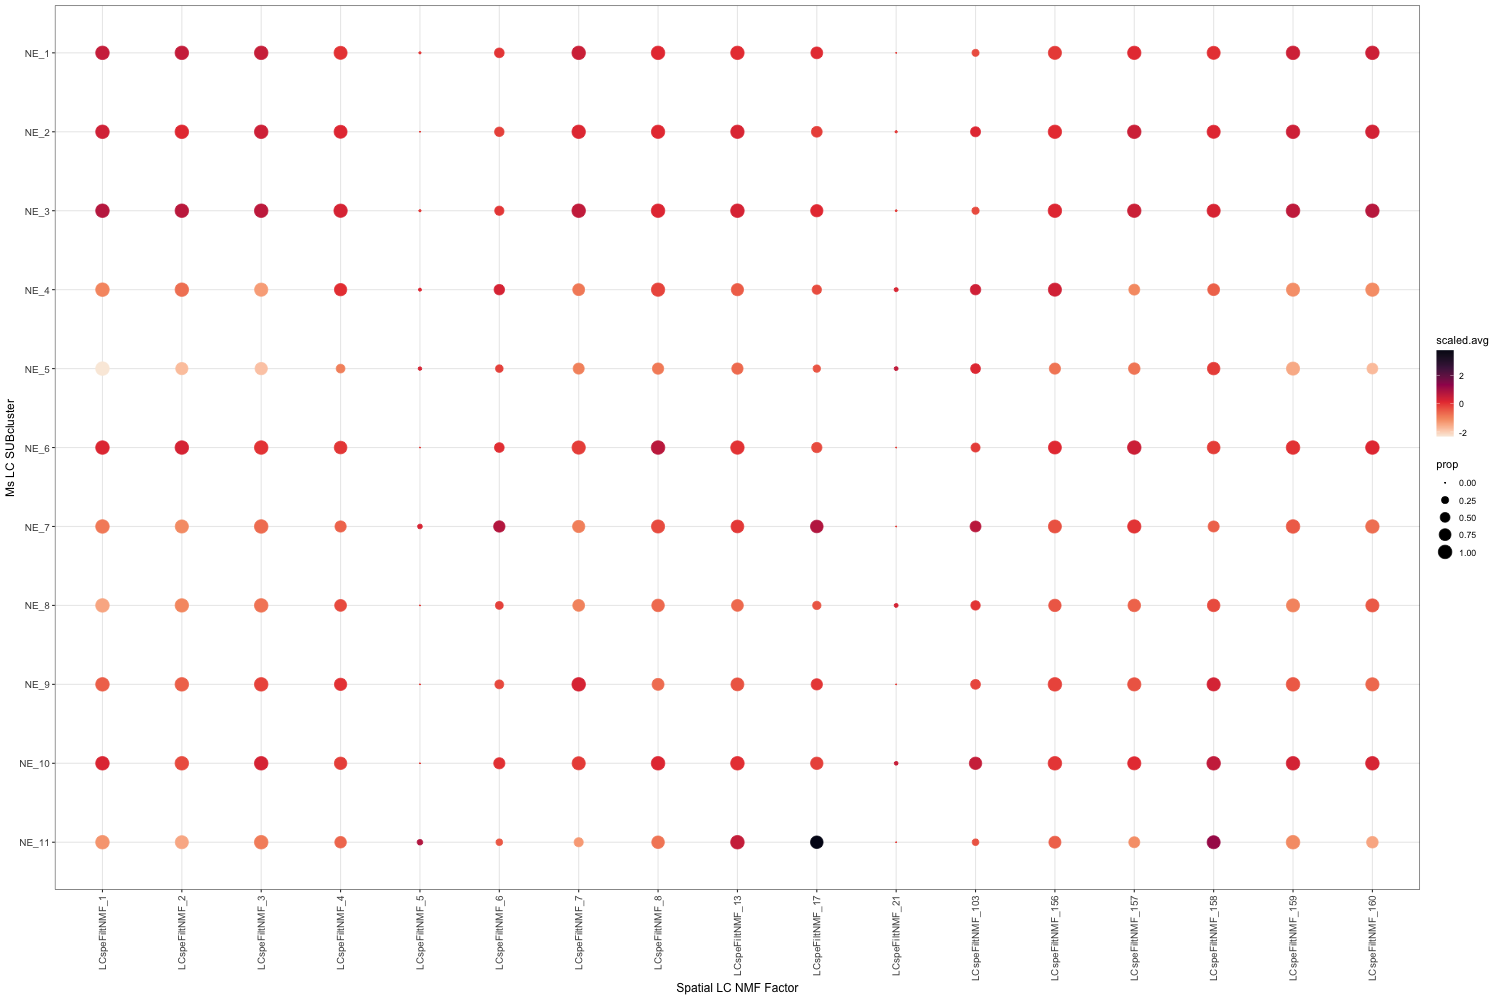 NE_1
NE_2
NE_3
NE_4
NE_5
NE_6
NE_7
NE_8
NE_9
NE_10
NE_11
Ms LC SUBcluster
LCspeFiltNMF_1
LCspeFiltNMF_2
LCspeFiltNMF_3
LCspeFiltNMF_4
LCspeFiltNMF_5
LCspeFiltNMF_6
LCspeFiltNMF_7
LCspeFiltNMF_8
LCspeFiltNMF_13
LCspeFiltNMF_17
LCspeFiltNMF_21
LCspeFiltNMF_103
LCspeFiltNMF_156
LCspeFiltNMF_157
LCspeFiltNMF_158
LCspeFiltNMF_159
LCspeFiltNMF_160
Spatial LC NMF Factor
scaled.avg
2
0
-2
prop
0.00
0.25
0.50
0.75
1.00